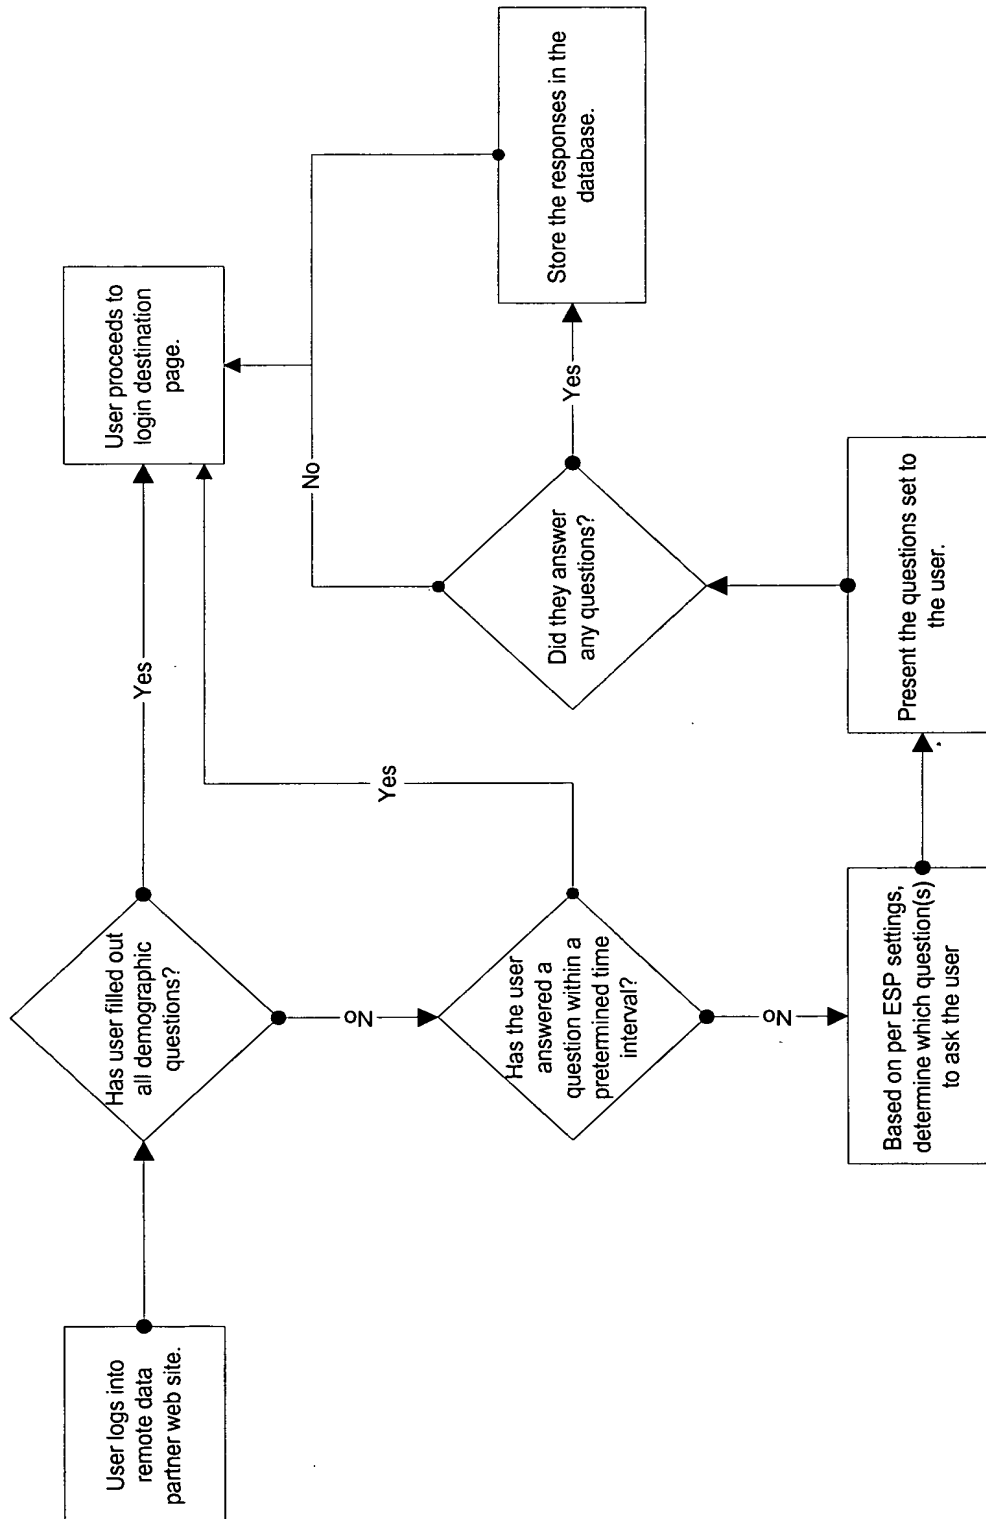 User logs into
remote data
partner web site.
Has user filled out
all demographic
questions?
Yes
User proceeds to
login destination
page.
No
Has the user
answered a
question within a
pretermined time
interval?
Yes
No
Based on per ESP settings,
determine which question(s)
to ask the user
Present the questions set to
the user.
Did they answer
any questions?
No
Yes
Store the responses in the
database.